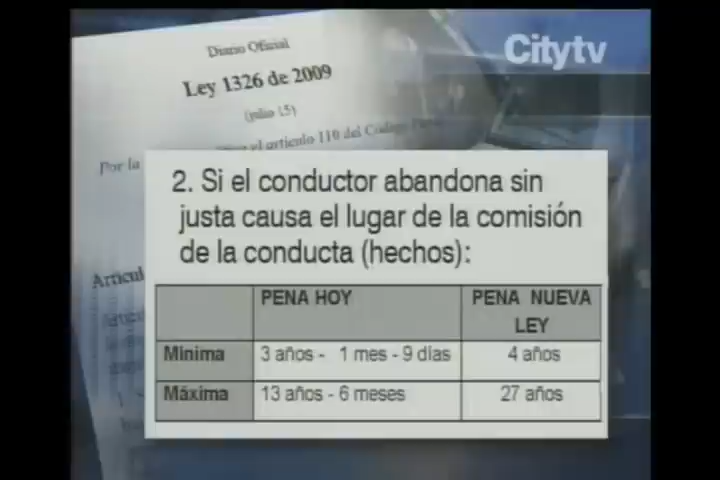 Citytv
Diario Oficial
Ley 1326 de 2009
(julio 15)
Por la el artículo 110 del Código
2. Si el conductor abandona sin
justa causa el lugar de la comisión
de la conducta (hechos):
PENA HOY
PENA NUEVA
LEY
Mínima 3 años - 1 mes - 9 días 4 años
Máxima 13 años - 6 meses 27 años
Artícul